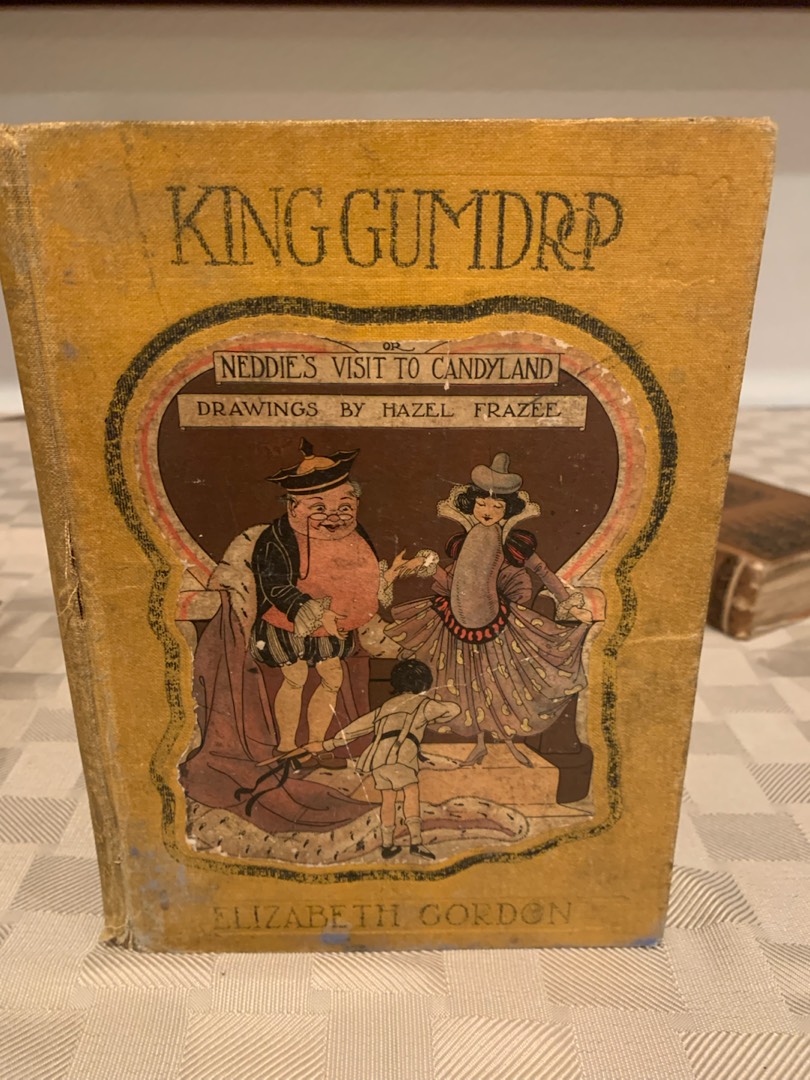 KING GUMDROP
OR
NEDDIE'S VISIT TO CANDYLAND
DRAWINGS BY HAZEL FRAZEE
ELIZABETH GORDON